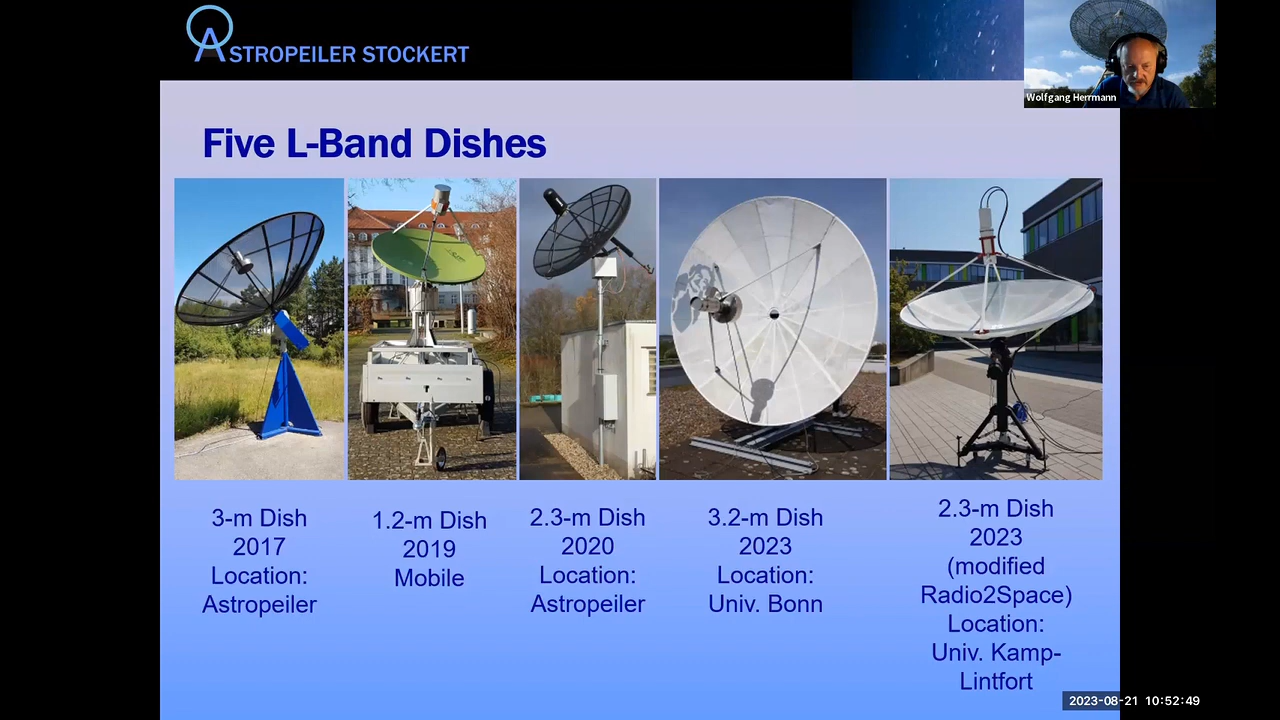 ASTROPEILER STOCKERT
Wolfgang Herrmann
Five L-Band Dishes
3-m Dish
2017
Location:
Astropeiler
1.2-m Dish
2019
Mobile
2.3-m Dish
2020
Location:
Astropeiler
3.2-m Dish
2023
Location:
Univ. Bonn
2.3-m Dish
2023
(modified
Radio2Space)
Location:
Univ. Kamp-
Lintfort
2023-08-21 10:52:49